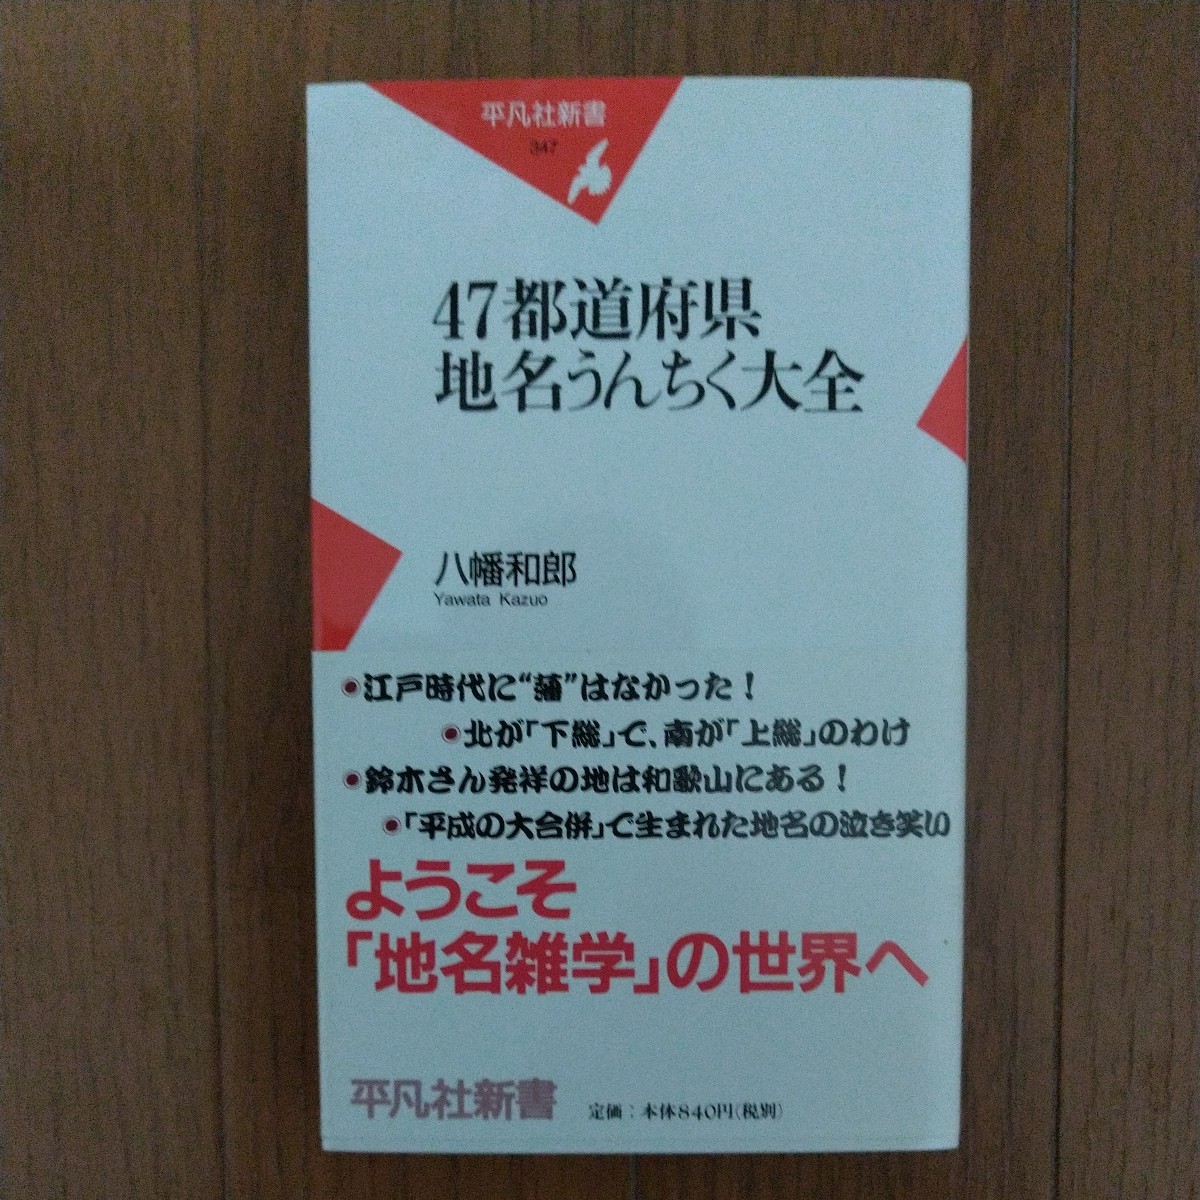 平凡社新書
347
47都道府県
地名うんちく大全
八幡和郎
Yawata Kazuo
●江戸時代に“藩”はなかった！
●北が「下総」で、南が「上総」のわけ
●鈴木さん発祥の地は和歌山にある！
●「平成の大合併」で生まれた地名の泣き笑い
ようこそ
「地名雑学」の世界へ
平凡社新書
定価：本体840円（税別）